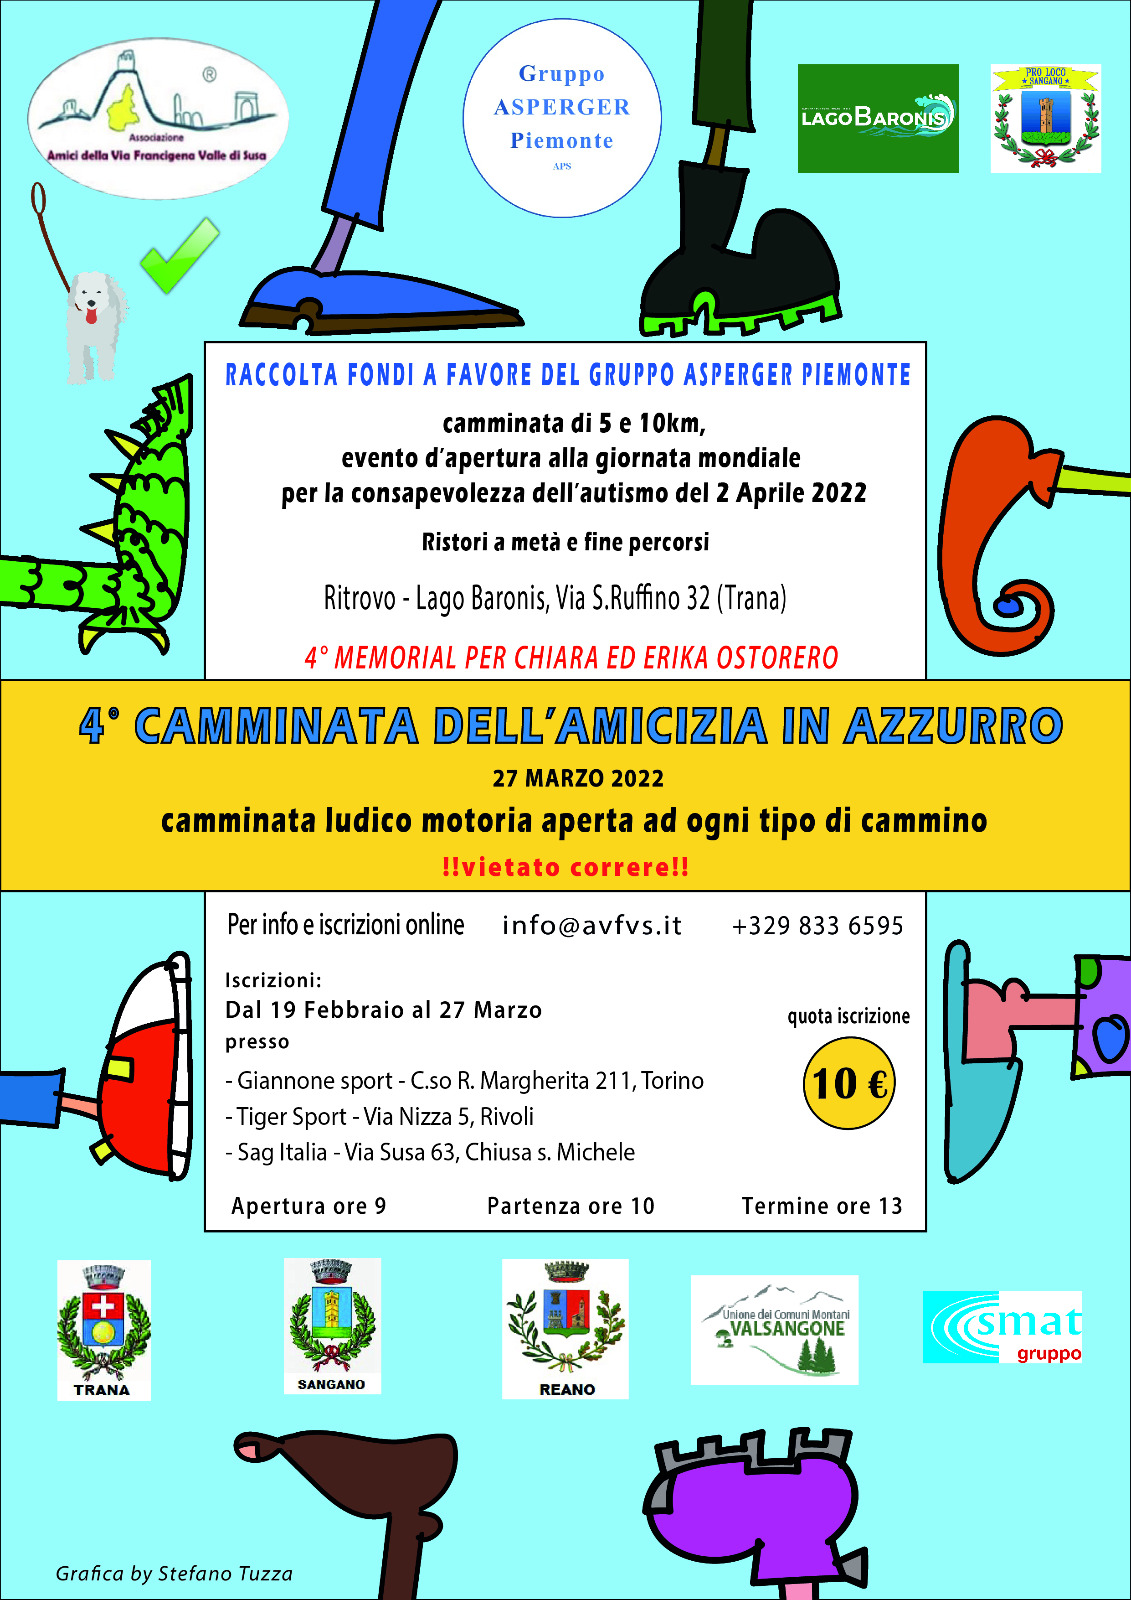 Associazione
Amici della Via Francigena Valle di Susa
®
Gruppo
ASPERGER
Piemonte
APS
LAGO BARONIS
PRO LOCO
SANGANO
RACCOLTA FONDI A FAVORE DEL GRUPPO ASPERGER PIEMONTE
camminata di 5 e 10km,
evento d'apertura alla giornata mondiale
per la consapevolezza dell'autismo del 2 Aprile 2022
Ristori a metà e fine percorsi
Ritrovo - Lago Baronis, Via S.Ruffino 32 (Trana)
4° MEMORIAL PER CHIARA ED ERIKA OSTORERO
4° CAMMINATA DELL'AMICIZIA IN AZZURRO
27 MARZO 2022
camminata ludico motoria aperta ad ogni tipo di cammino
!!vietato correre!!
Per info e iscrizioni online info@avfvs.it +329 833 6595
Iscrizioni:
Dal 19 Febbraio al 27 Marzo
presso
- Giannone sport - C.so R. Margherita 211, Torino
- Tiger Sport - Via Nizza 5, Rivoli
- Sag Italia - Via Susa 63, Chiusa s. Michele
quota iscrizione
10 €
Apertura ore 9 Partenza ore 10 Termine ore 13
TRANA
SANGANO
REANO
Unione dei Comuni Montani
VALSANGONE
smat
gruppo
Grafica by Stefano Tuzza